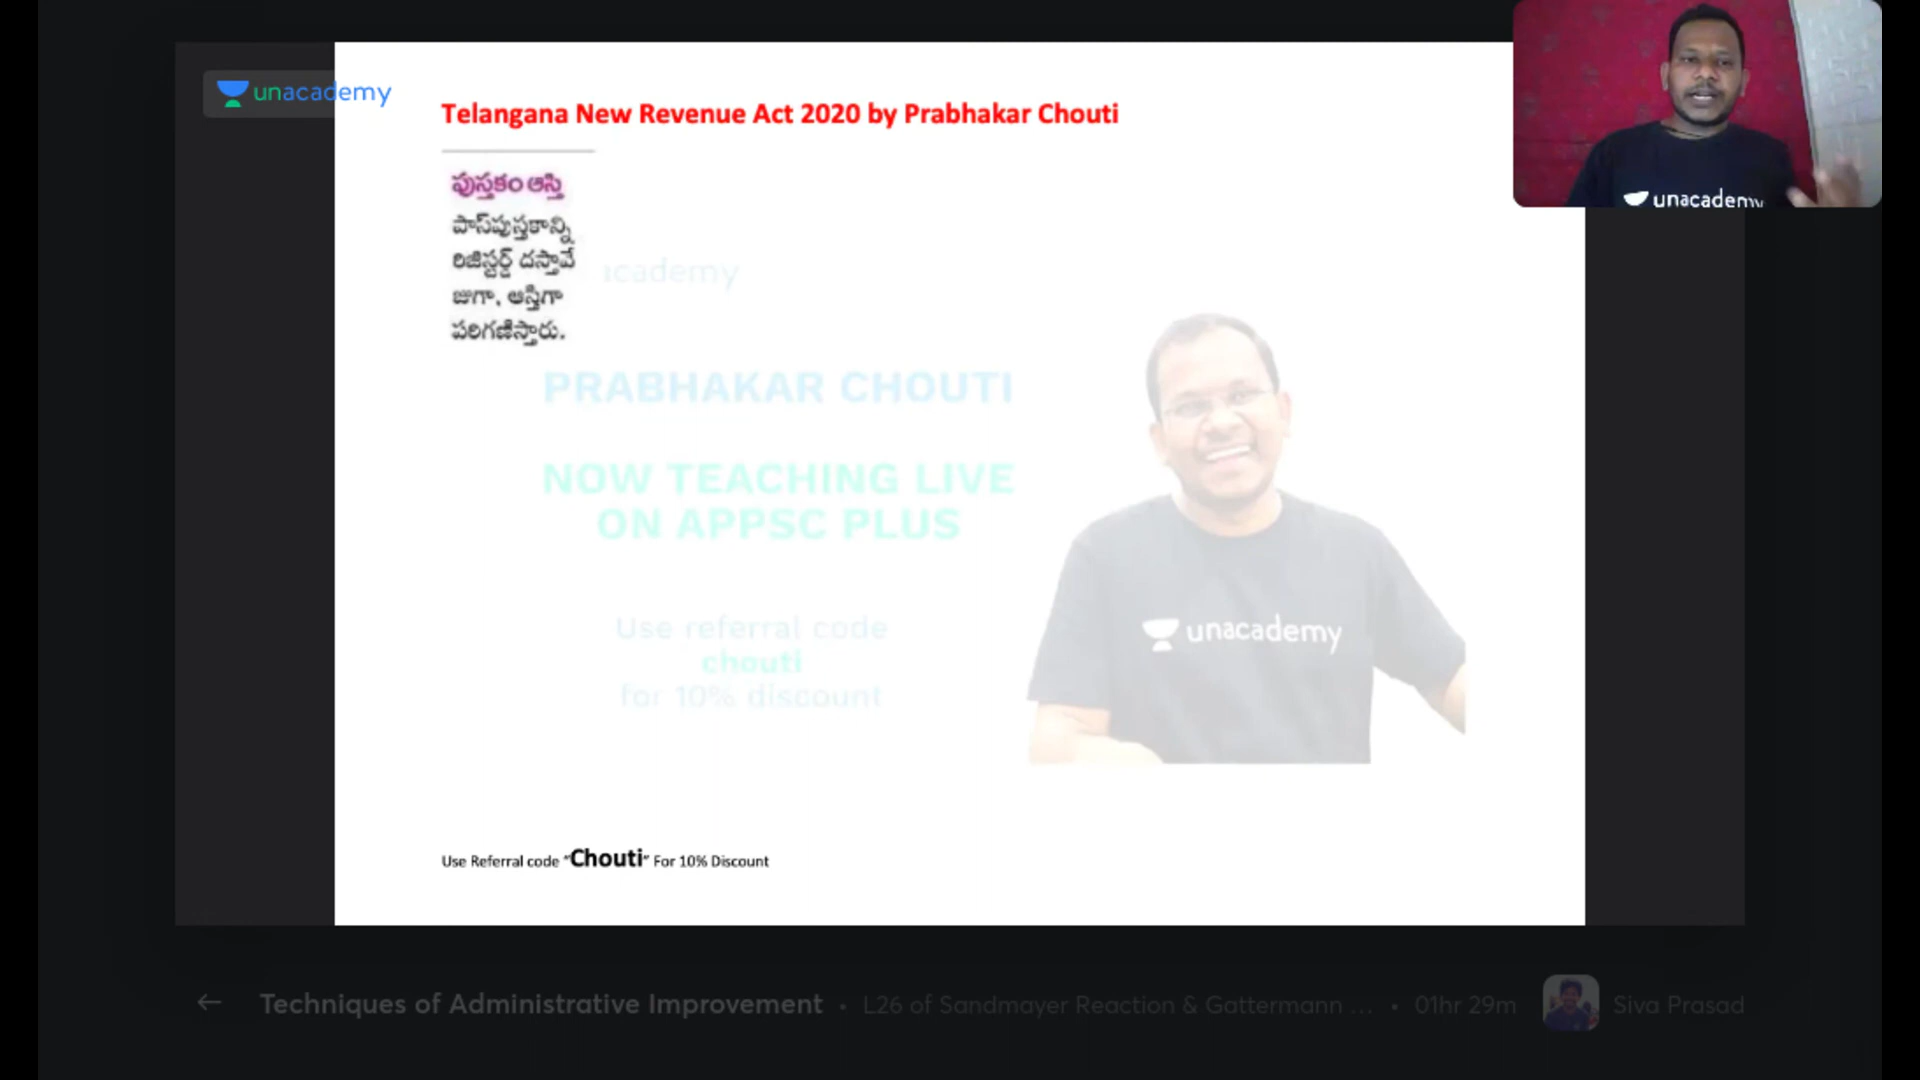 unacademy
Telangana New Revenue Act 2020 by Prabhakar Chouti
unacademy
పుస్తకం ఆస్తి
పాస్‌పుస్తకాన్ని
రిజిస్టర్డ్ దస్తావే
జుగా, ఆస్తిగా
పరిగణిస్తారు.
academy
PRABHAKAR CHOUTI
NOW TEACHING LIVE
ON APPSC PLUS
unacademy
Use referral code
chouti
for 10% discount
Use Referral code "Chouti" For 10% Discount
← Techniques of Administrative Improvement • L26 of Sandmayer Reaction & Gattermann ... • 01hr 29m Siva Prasad